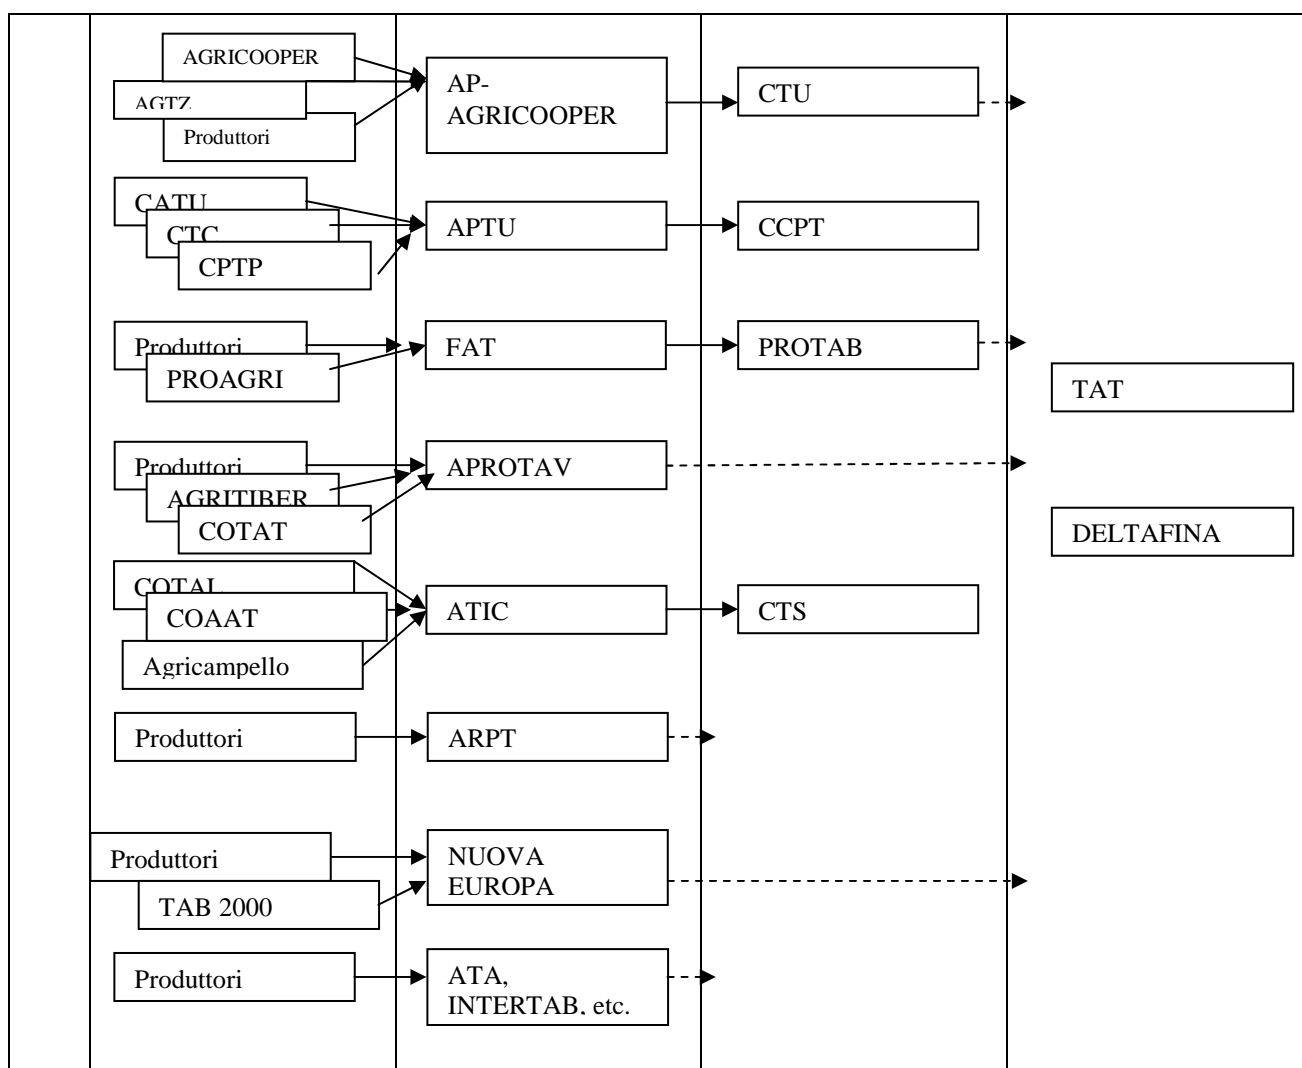 AGRICOOPER
AGTZ
Produttori
AP-
AGRICOOPER
CTU
CATU
CTC
CPTP
APTU
CCPT
Produttori
PROAGRI
FAT
PROTAB
TAT
Produttori
AGRITIBER
COTAT
APROTAV
DELTAFINA
COTAL
COAAT
Agricampello
ATIC
CTS
Produttori
ARPT
Produttori
TAB 2000
NUOVA
EUROPA
Produttori
ATA,
INTERTAB, etc.